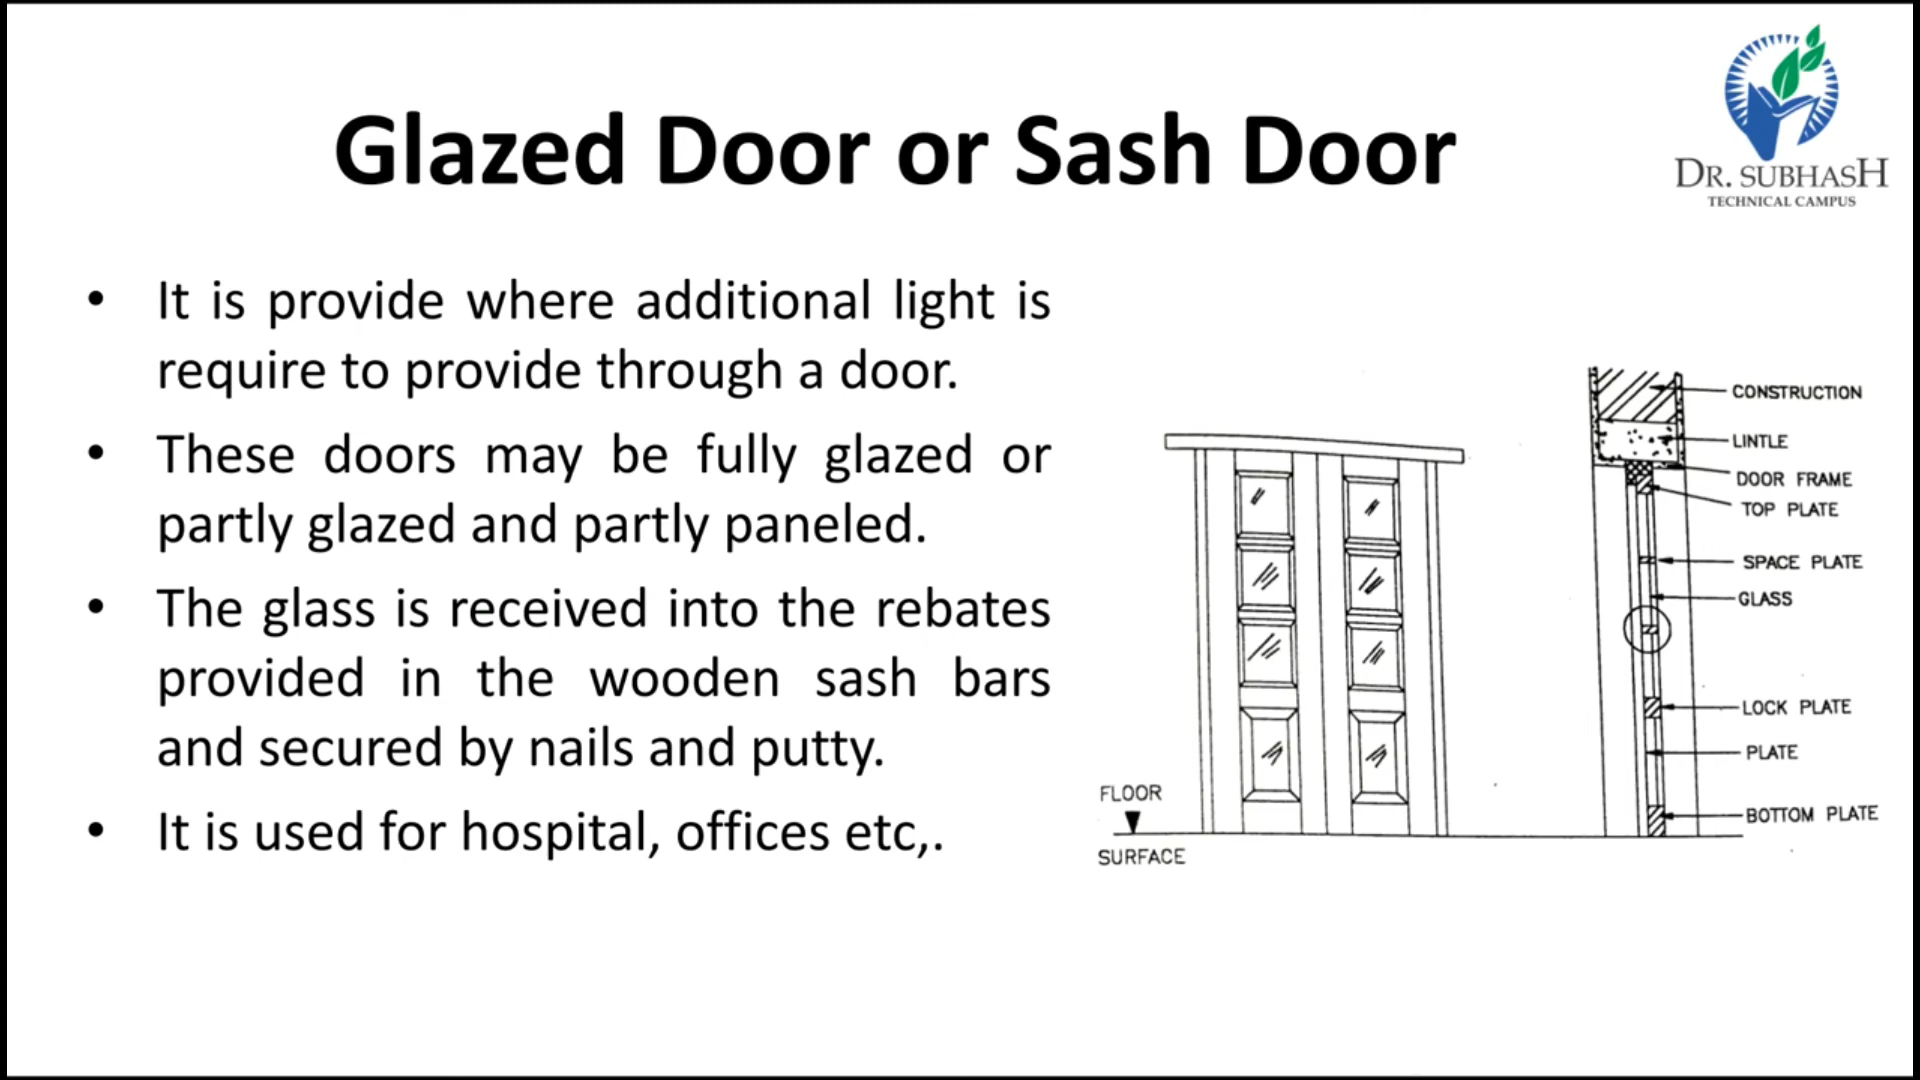 DR. SUBHASH
TECHNICAL CAMPUS
Glazed Door or Sash Door
• It is provide where additional light is
require to provide through a door.
• These doors may be fully glazed or
partly glazed and partly paneled.
• The glass is received into the rebates
provided in the wooden sash bars
and secured by nails and putty.
• It is used for hospital, offices etc,.
CONSTRUCTION
LINTLE
DOOR FRAME
TOP PLATE
SPACE PLATE
GLASS
LOCK PLATE
PLATE
BOTTOM PLATE
FLOOR
SURFACE